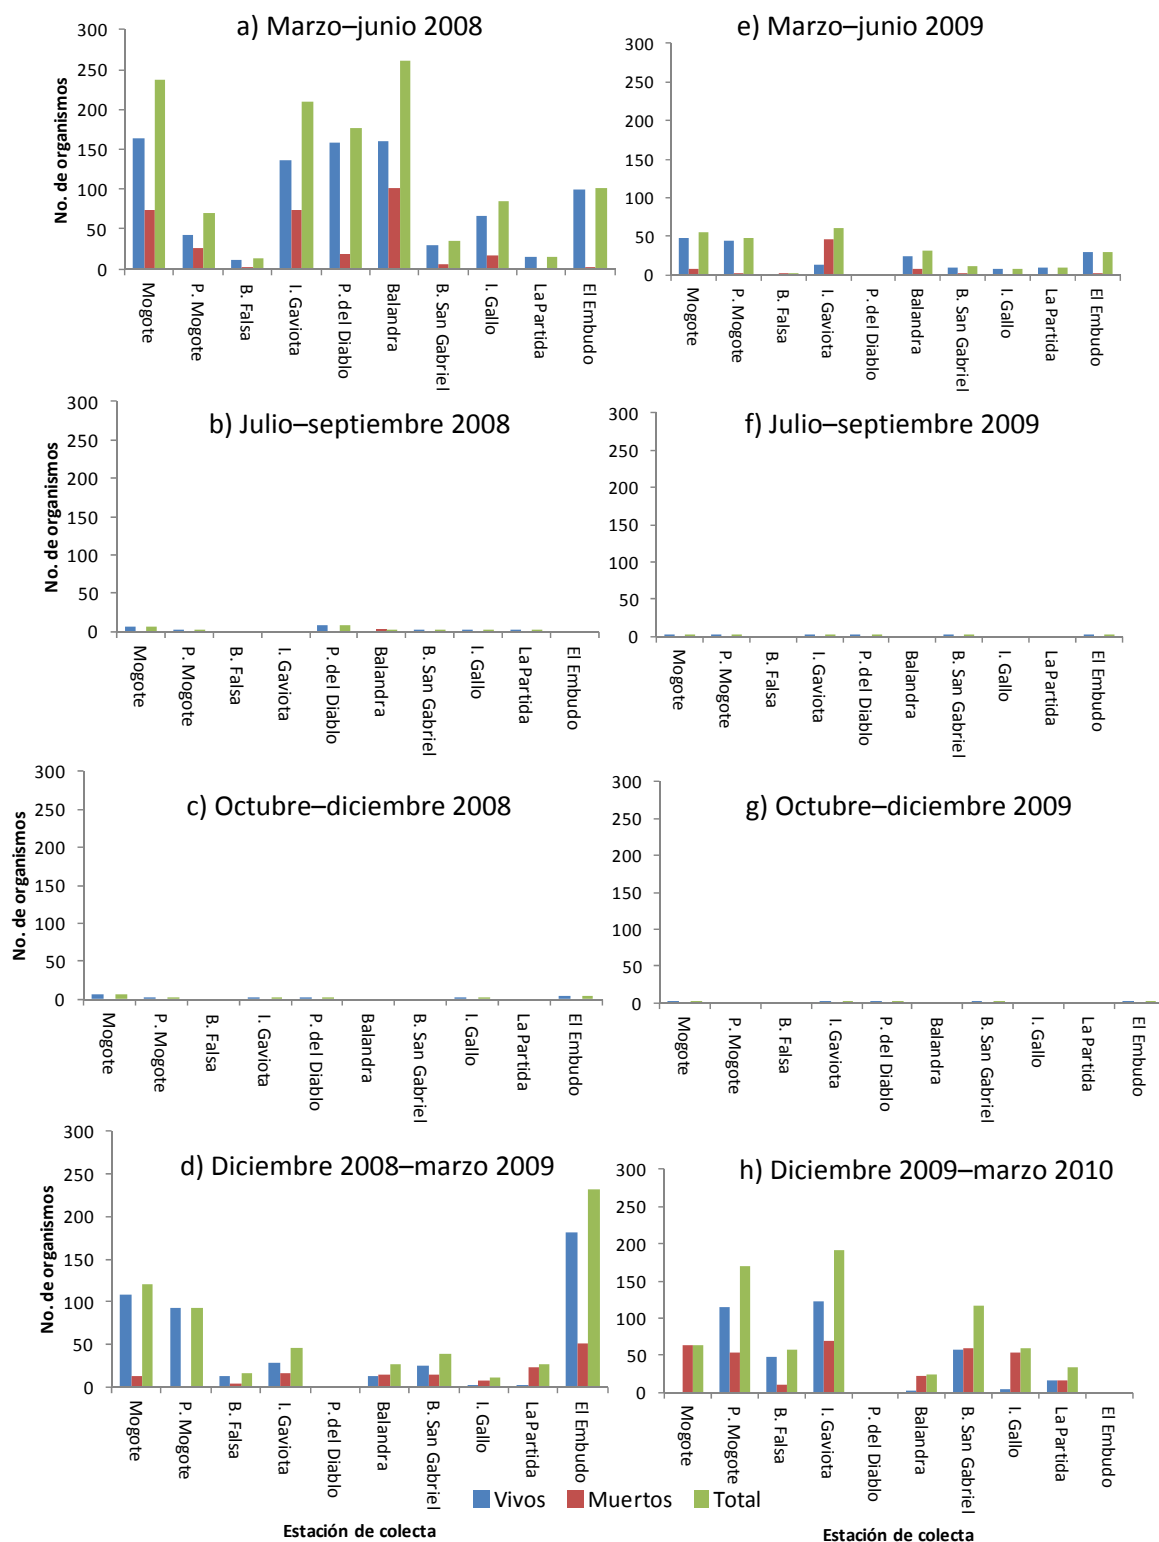 a) Marzo–junio 2008
No. de organismos
300
250
200
150
100
50
0
Mogote
P. Mogote
B. Falsa
I. Gaviota
P. del Diablo
Balandra
B. San Gabriel
I. Gallo
La Partida
El Embudo
e) Marzo–junio 2009
300
250
200
150
100
50
0
Mogote
P. Mogote
B. Falsa
I. Gaviota
P. del Diablo
Balandra
B. San Gabriel
I. Gallo
La Partida
El Embudo
b) Julio–septiembre 2008
No. de organismos
300
250
200
150
100
50
0
Mogote
P. Mogote
B. Falsa
I. Gaviota
P. del Diablo
Balandra
B. San Gabriel
I. Gallo
La Partida
El Embudo
f) Julio–septiembre 2009
300
250
200
150
100
50
0
Mogote
P. Mogote
B. Falsa
I. Gaviota
P. del Diablo
Balandra
B. San Gabriel
I. Gallo
La Partida
El Embudo
c) Octubre–diciembre 2008
No. de organismos
300
250
200
150
100
50
0
Mogote
P. Mogote
B. Falsa
I. Gaviota
P. del Diablo
Balandra
B. San Gabriel
I. Gallo
La Partida
El Embudo
g) Octubre–diciembre 2009
300
250
200
150
100
50
0
Mogote
P. Mogote
B. Falsa
I. Gaviota
P. del Diablo
Balandra
B. San Gabriel
I. Gallo
La Partida
El Embudo
d) Diciembre 2008–marzo 2009
No. de organismos
300
250
200
150
100
50
0
Mogote
P. Mogote
B. Falsa
I. Gaviota
P. del Diablo
Balandra
B. San Gabriel
I. Gallo
La Partida
El Embudo
h) Diciembre 2009–marzo 2010
300
250
200
150
100
50
0
Mogote
P. Mogote
B. Falsa
I. Gaviota
P. del Diablo
Balandra
B. San Gabriel
I. Gallo
La Partida
El Embudo
Vivos Muertos Total
Estación de colecta
Estación de colecta